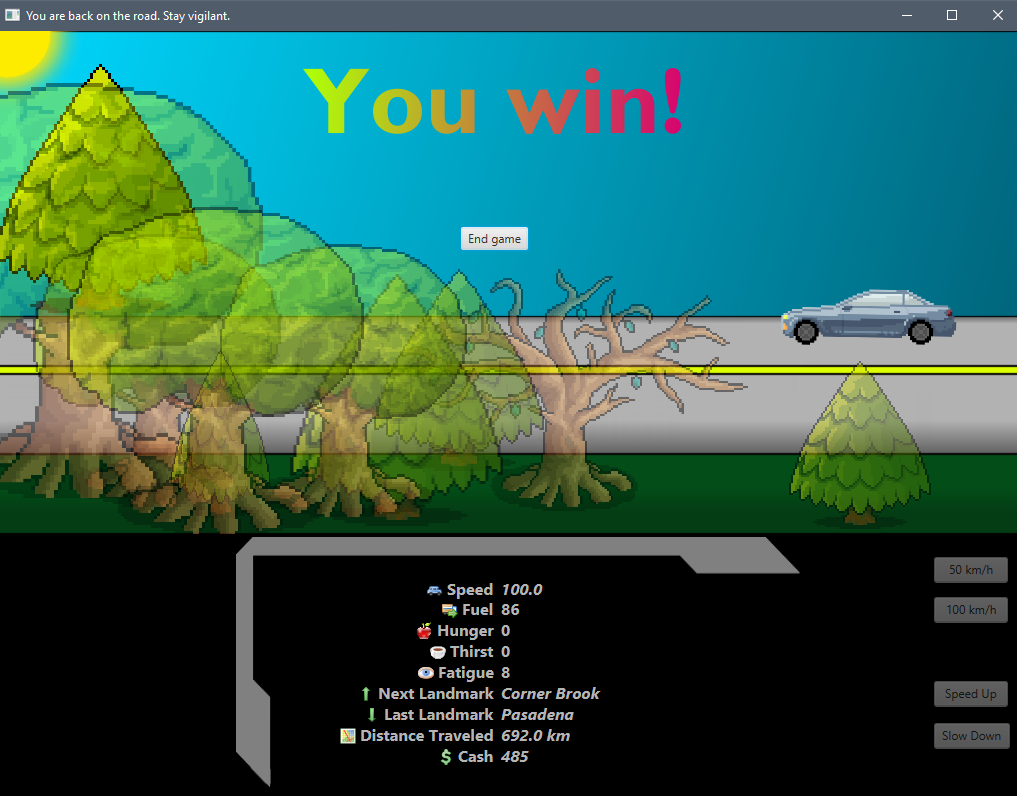 You are back on the road. Stay vigilant.
You win!
End game
Speed 100.0
Fuel 86
Hunger 0
Thirst 0
Fatigue 8
Next Landmark Corner Brook
Last Landmark Pasadena
Distance Traveled 692.0 km
Cash 485
50 km/h
100 km/h
Speed Up
Slow Down